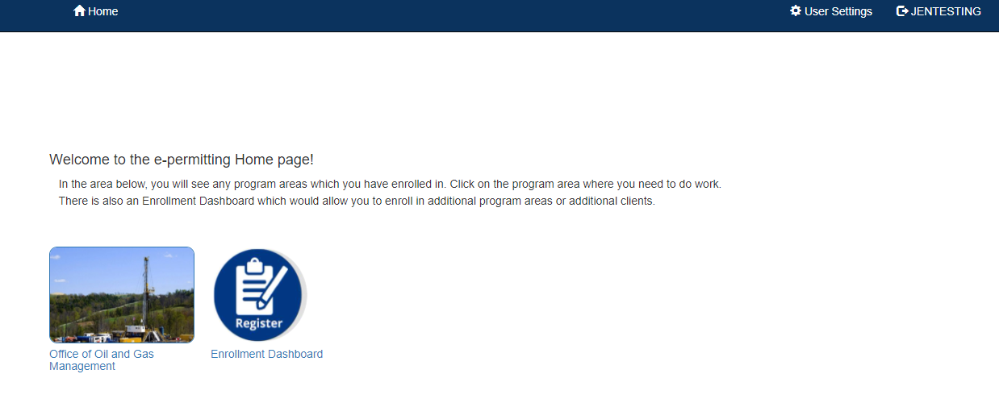 Home
User Settings
JENTESTING
Welcome to the e-permitting Home page!
In the area below, you will see any program areas which you have enrolled in. Click on the program area where you need to do work.
There is also an Enrollment Dashboard which would allow you to enroll in additional program areas or additional clients.
Register
Office of Oil and Gas
Management
Enrollment Dashboard